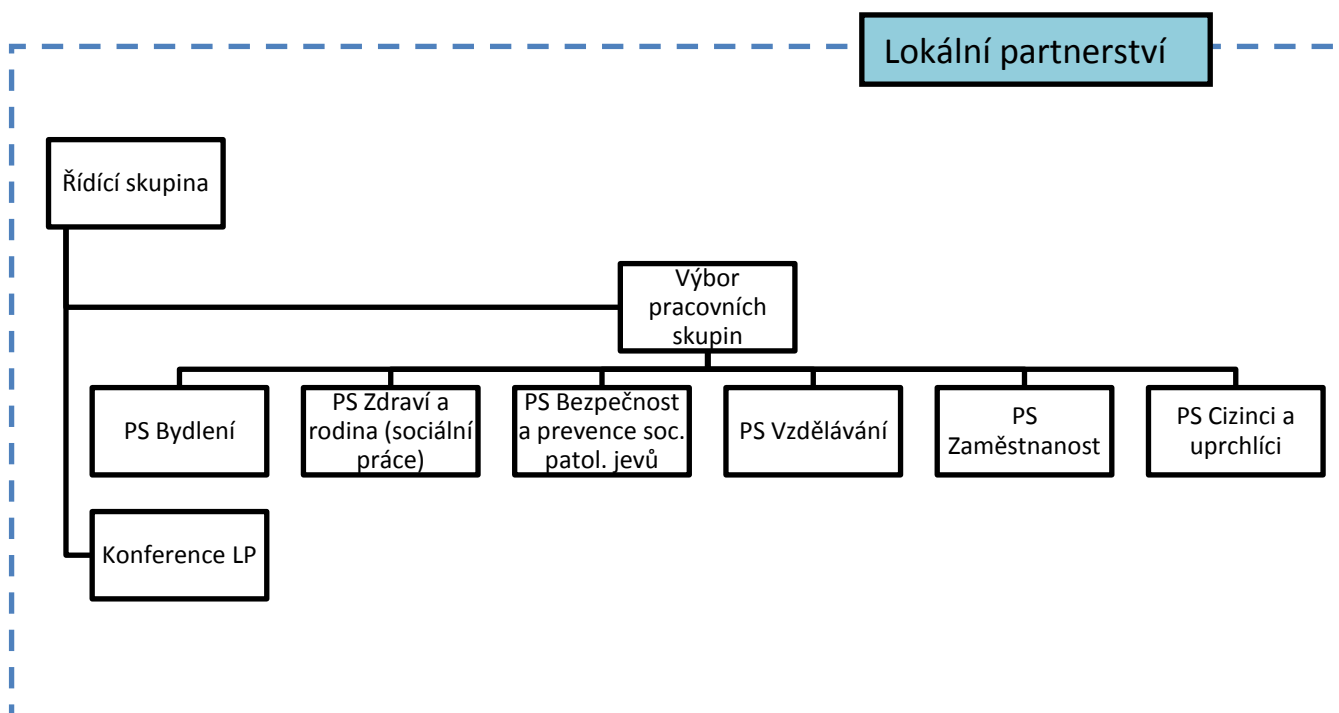 Lokální partnerství
Řídící skupina
Výbor
pracovních
skupin
PS Bydlení
PS Zdraví a
rodina (sociální
práce)
PS Bezpečnost
a prevence soc.
patol. jevů
PS Vzdělávání
PS
Zaměstnanost
PS Cizinci a
uprchlíci
Konference LP